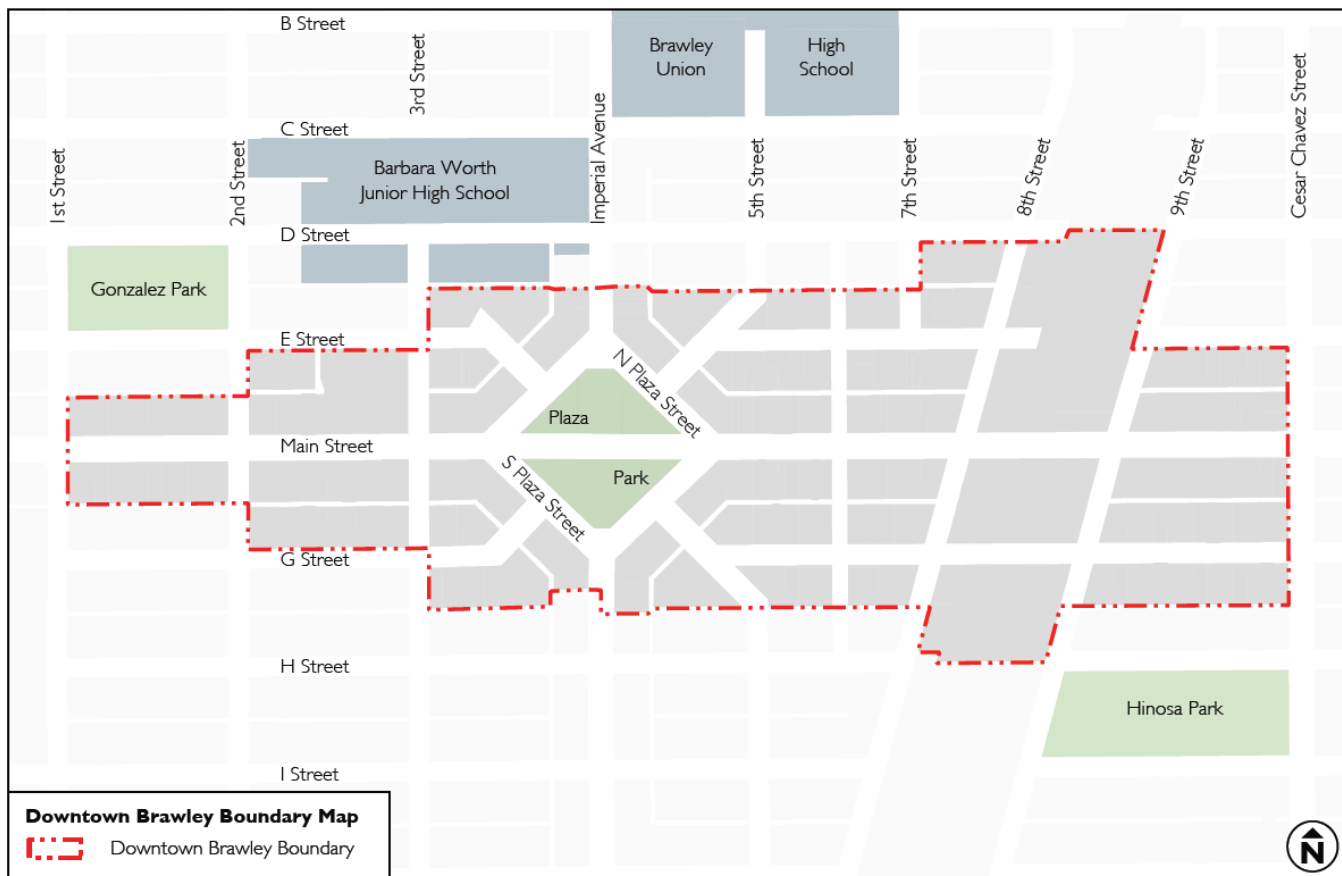 B Street
3rd Street
Brawley
Union
High
School
C Street
Imperial Avenue
Cesar Chavez Street
1st Street
2nd Street
Barbara Worth
Junior High School
5th Street
7th Street
8th Street
9th Street
D Street
Gonzalez Park
E Street
N Plaza Street
Plaza
Main Street
S Plaza Street
Park
G Street
H Street
Hinosa Park
I Street
Downtown Brawley Boundary Map
Downtown Brawley Boundary
N